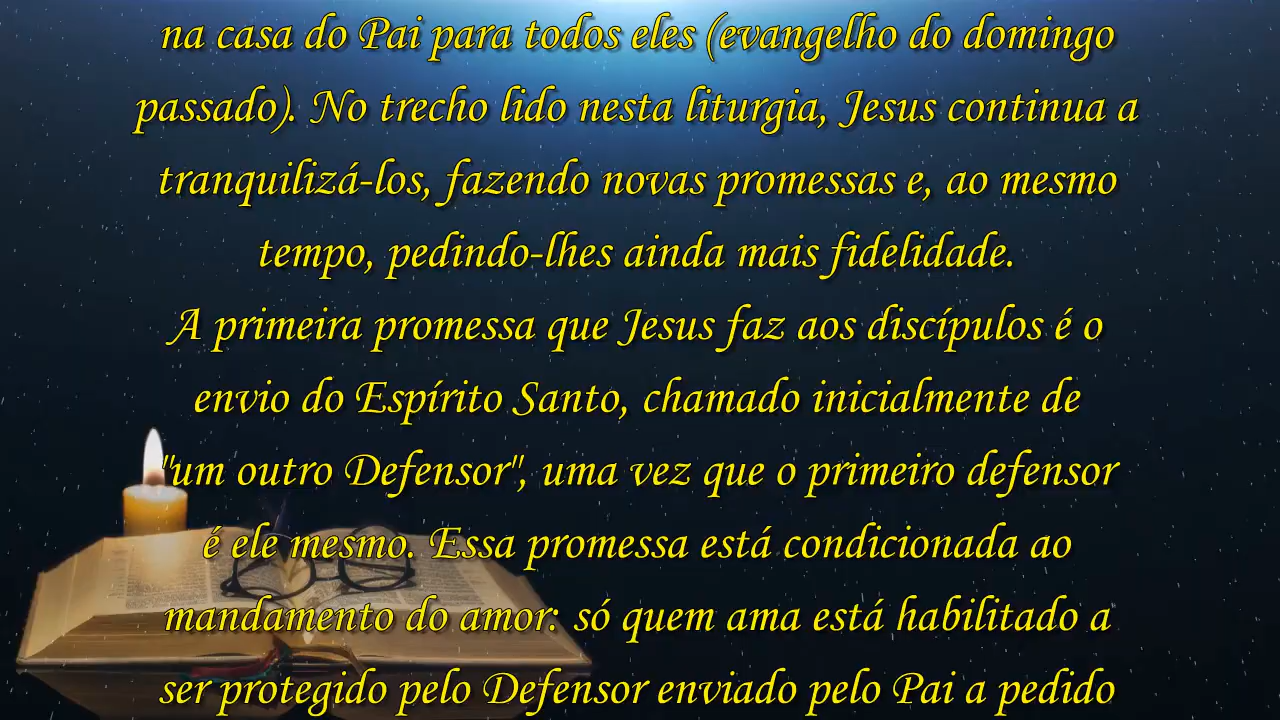 na casa do Pai para todos eles (evangelho do domingo
passado). No trecho lido nesta liturgia, Jesus continua a
tranquilizá-los, fazendo novas promessas e, ao mesmo
tempo, pedindo-lhes ainda mais fidelidade.
A primeira promessa que Jesus faz aos discípulos é o
envio do Espírito Santo, chamado inicialmente de
"um outro Defensor", uma vez que o primeiro defensor
é ele mesmo. Essa promessa está condicionada ao
mandamento do amor: só quem ama está habilitado a
ser protegido pelo Defensor enviado pelo Pai a pedido